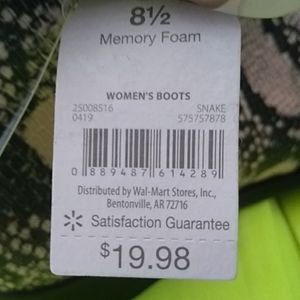 8½
Memory Foam
WOMEN'S BOOTS
25008516 SNAKE
0419 575757878
0 889487 614289
Distributed by Wal-Mart Stores, Inc.,
Bentonville, AR 72716
Satisfaction Guarantee
$19.98